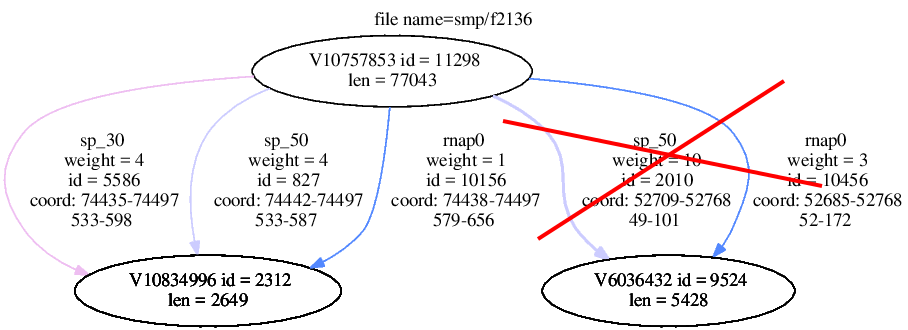 file name=smp/f2136
V10757853 id = 11298
len = 77043
sp_30
weight = 4
id = 5586
coord: 74435-74497
533-598
sp_50
weight = 4
id = 827
coord: 74442-74497
533-587
rnap0
weight = 1
id = 10156
coord: 74438-74497
579-656
sp_50
weight = 10
id = 2010
coord: 52709-52768
49-101
rnap0
weight = 3
id = 10456
coord: 52685-52768
52-172
V10834996 id = 2312
len = 2649
V6036432 id = 9524
len = 5428